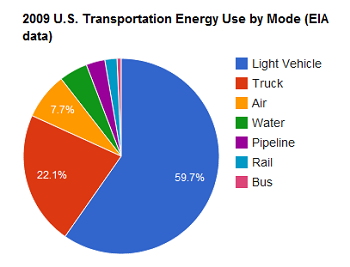 2009 U.S. Transportation Energy Use by Mode (EIA
data)
Light Vehicle
Truck
Air
Water
Pipeline
Rail
Bus
7.7%
22.1%
59.7%